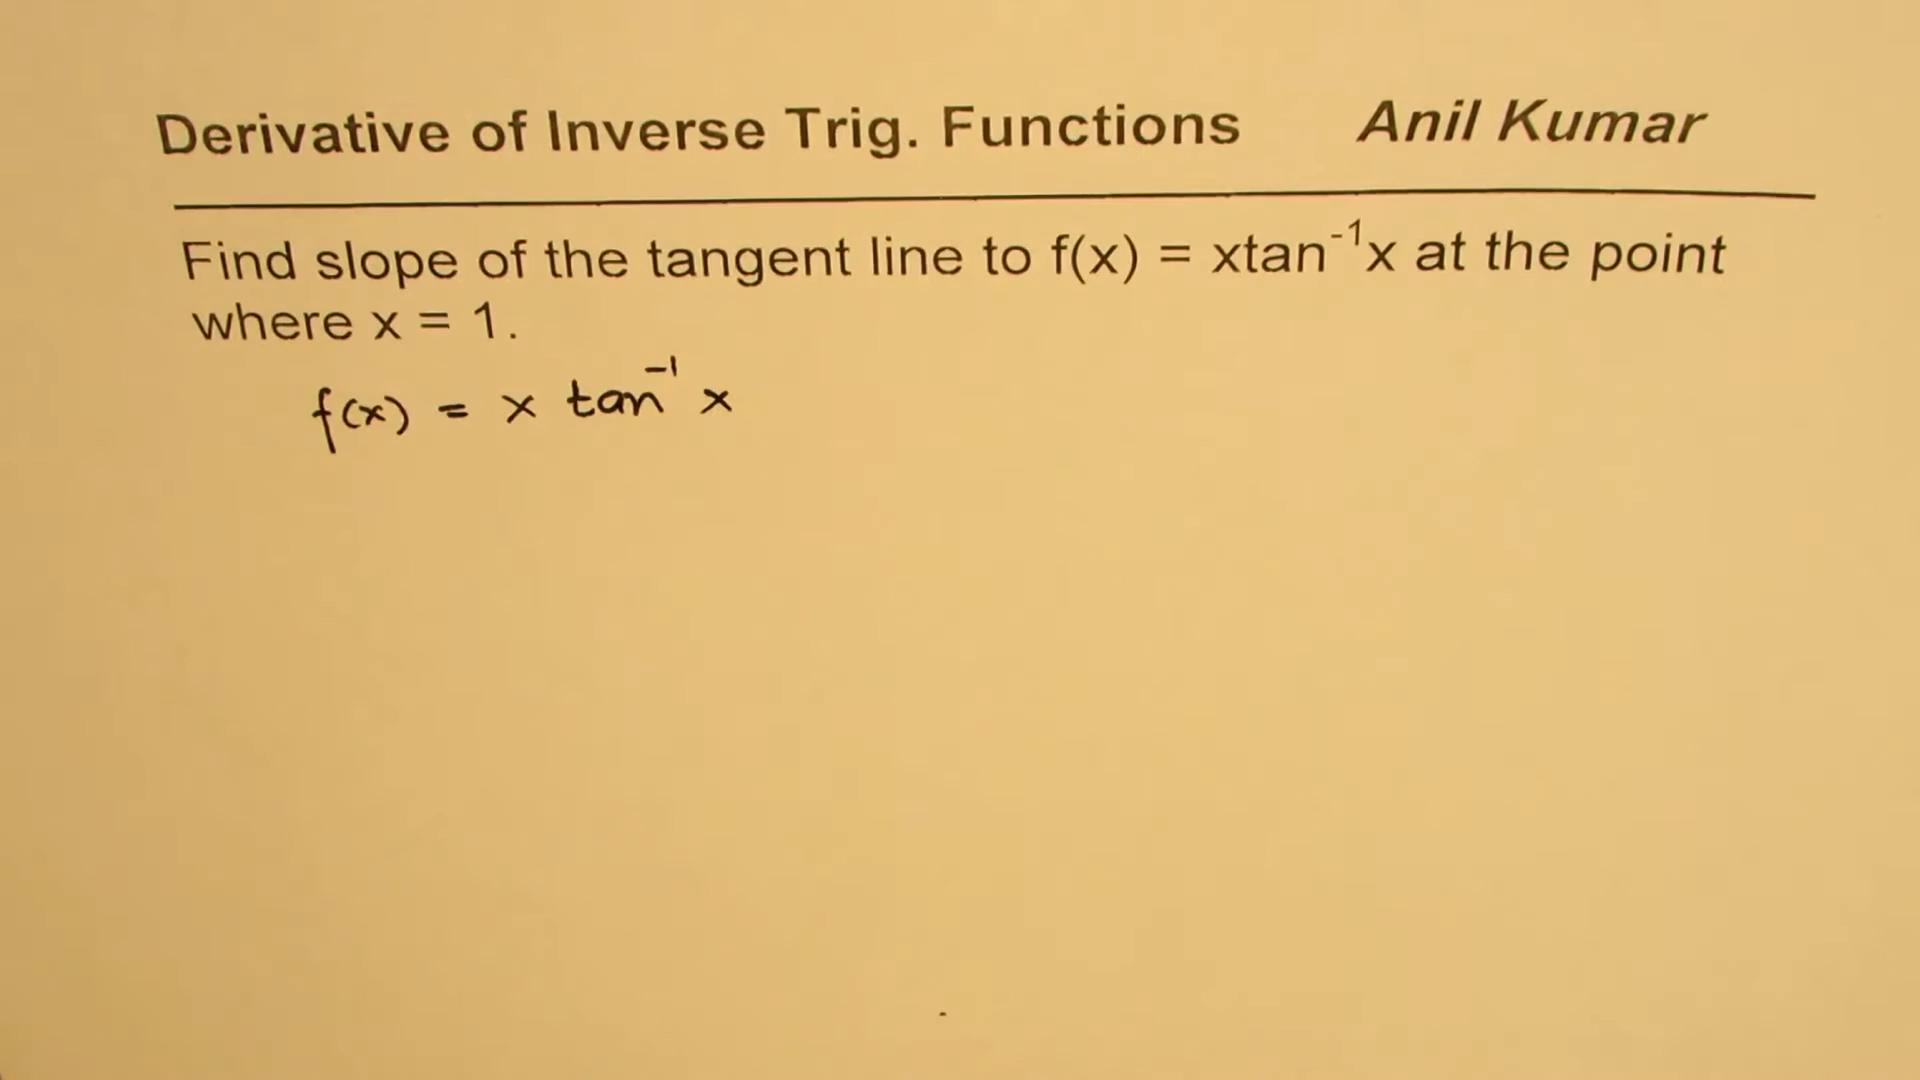 Derivative of Inverse Trig. Functions Anil Kumar
Find slope of the tangent line to f(x) = xtan⁻¹x at the point
where x = 1.
f(x) = x tan⁻¹ x